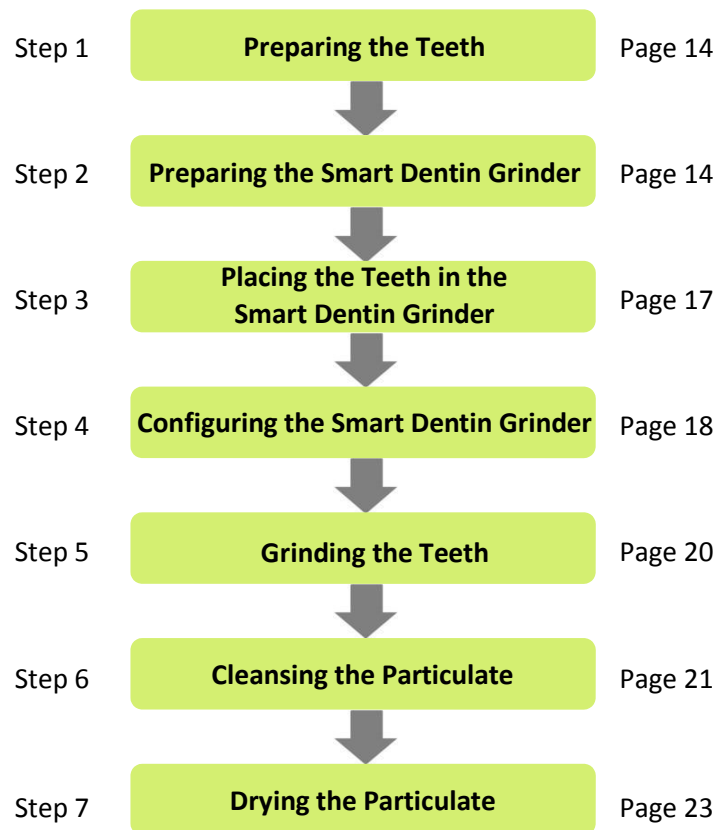 Step 1 Preparing the Teeth Page 14
Step 2 Preparing the Smart Dentin Grinder Page 14
Step 3 Placing the Teeth in the
Smart Dentin Grinder Page 17
Step 4 Configuring the Smart Dentin Grinder Page 18
Step 5 Grinding the Teeth Page 20
Step 6 Cleansing the Particulate Page 21
Step 7 Drying the Particulate Page 23